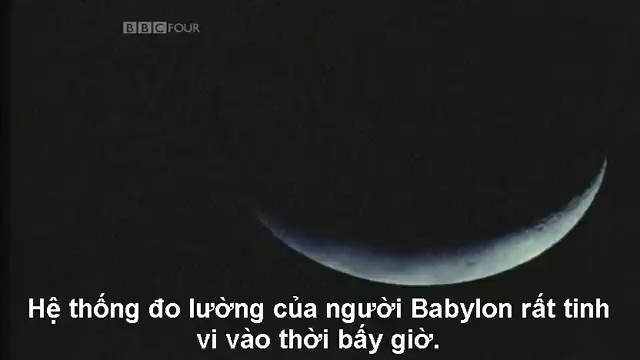 BBC FOUR
Hệ thống đo lường của người Babylon rất tinh
vi vào thời bấy giờ.